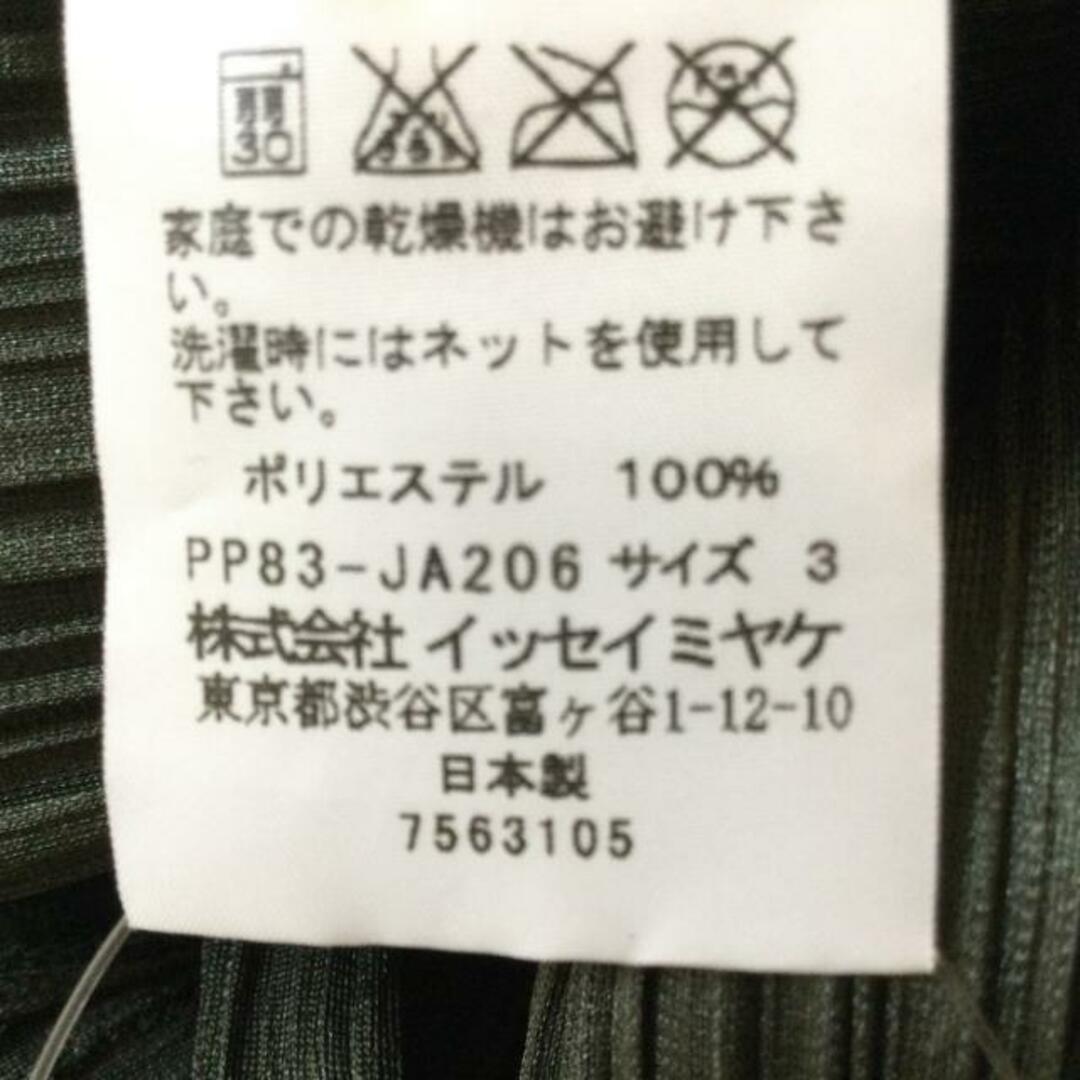 30
家庭での乾燥機はお避け下さ
い。
洗濯時にはネットを使用して
下さい。
ポリエステル 100%
PP83-JA206 サイズ 3
株式会社 イッセイミヤケ
東京都渋谷区富ヶ谷1-12-10
日本製
7563105